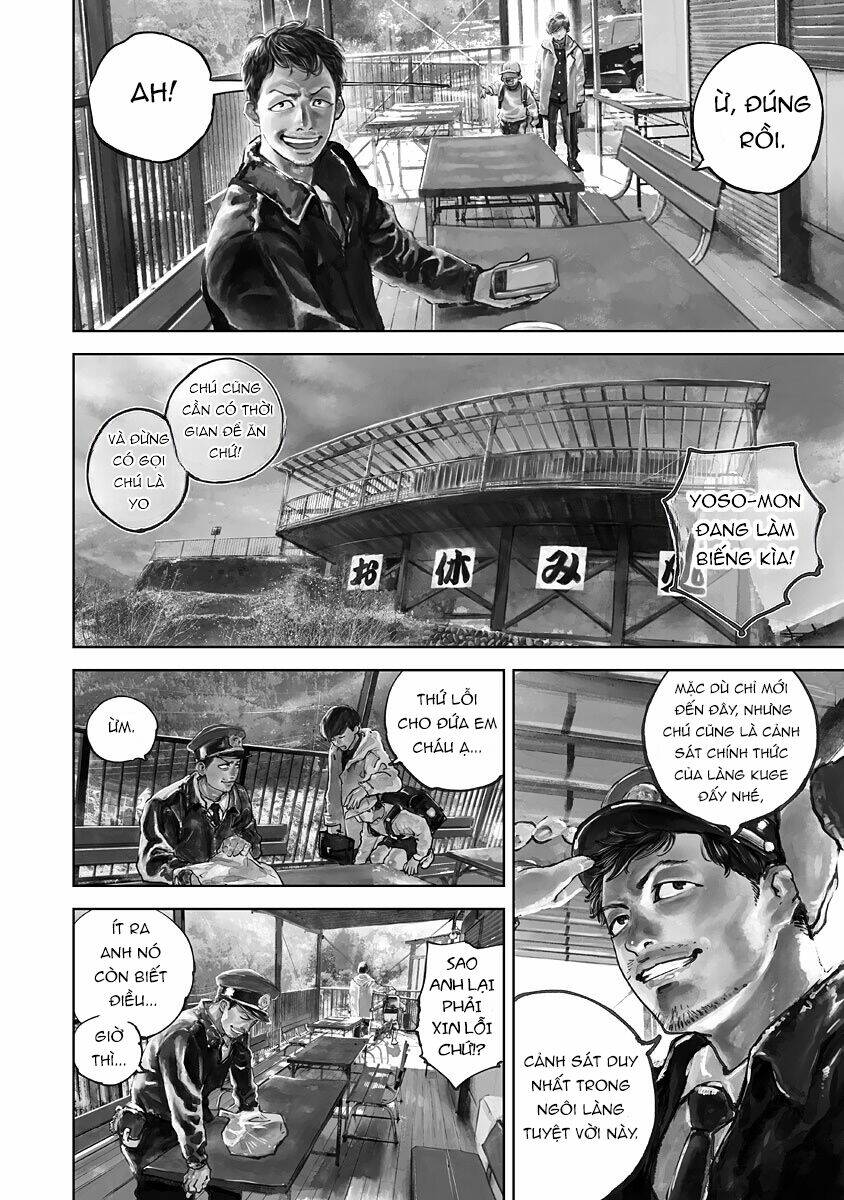 Ừ, ĐÚNG
RỒI.
AH!
YOSO-MON
ĐANG LÀM
BIẾNG KÌA!
CHÚ CŨNG
CẦN CÓ THỜI
GIAN ĐỂ ĂN
CHỨ!
VÀ ĐỪNG
CÓ GỌI
CHÚ LÀ
YO
お休み
MẶC DÙ CHỈ MỚI
ĐẾN ĐÂY, NHƯNG
CHÚ CŨNG LÀ CẢNH
SÁT CHÍNH THỨC
CỦA LÀNG KUGE
ĐẤY NHÉ,
CẢNH SÁT DUY
NHẤT TRONG
NGÔI LÀNG
TUYỆT VỜI NÀY.
THỨ LỖI
CHO ĐỨA EM
CHÁU Ạ...
ỪM.
SAO
ANH LẠI
PHẢI
XIN LỖI
CHỨ!?
ÍT RA
ANH NÓ
CÒN BIẾT
ĐIỀU...
GIỜ
THÌ...